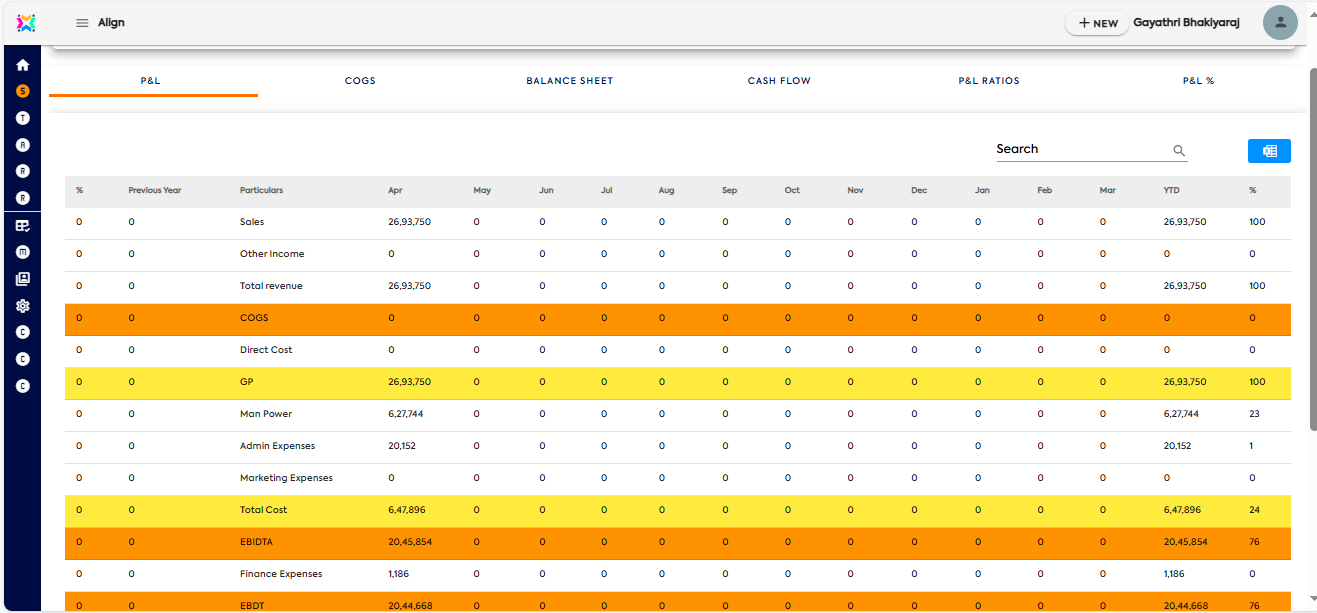 Align
+ NEW Gayathri Bhakiyaraj
P&L COGS BALANCE SHEET CASH FLOW P&L RATIOS P&L %
S
T
A
R
R
m
C
C
C
Search
% Previous Year Particulars Apr May Jun Jul Aug Sep Oct Nov Dec Jan Feb Mar YTD %
0 0 Sales 26,93,750 0 0 0 0 0 0 0 0 0 0 0 26,93,750 100
0 0 Other Income 0 0 0 0 0 0 0 0 0 0 0 0 0 0
0 0 Total revenue 26,93,750 0 0 0 0 0 0 0 0 0 0 0 26,93,750 100
0 0 COGS 0 0 0 0 0 0 0 0 0 0 0 0 0 0
0 0 Direct Cost 0 0 0 0 0 0 0 0 0 0 0 0 0 0
0 0 GP 26,93,750 0 0 0 0 0 0 0 0 0 0 0 26,93,750 100
0 0 Man Power 6,27,744 0 0 0 0 0 0 0 0 0 0 0 6,27,744 23
0 0 Admin Expenses 20,152 0 0 0 0 0 0 0 0 0 0 0 20,152 1
0 0 Marketing Expenses 0 0 0 0 0 0 0 0 0 0 0 0 0 0
0 0 Total Cost 6,47,896 0 0 0 0 0 0 0 0 0 0 0 6,47,896 24
0 0 EBIDTA 20,45,854 0 0 0 0 0 0 0 0 0 0 0 20,45,854 76
0 0 Finance Expenses 1,186 0 0 0 0 0 0 0 0 0 0 0 1,186 0
0 0 EBDT 20,44,668 0 0 0 0 0 0 0 0 0 0 0 20,44,668 76